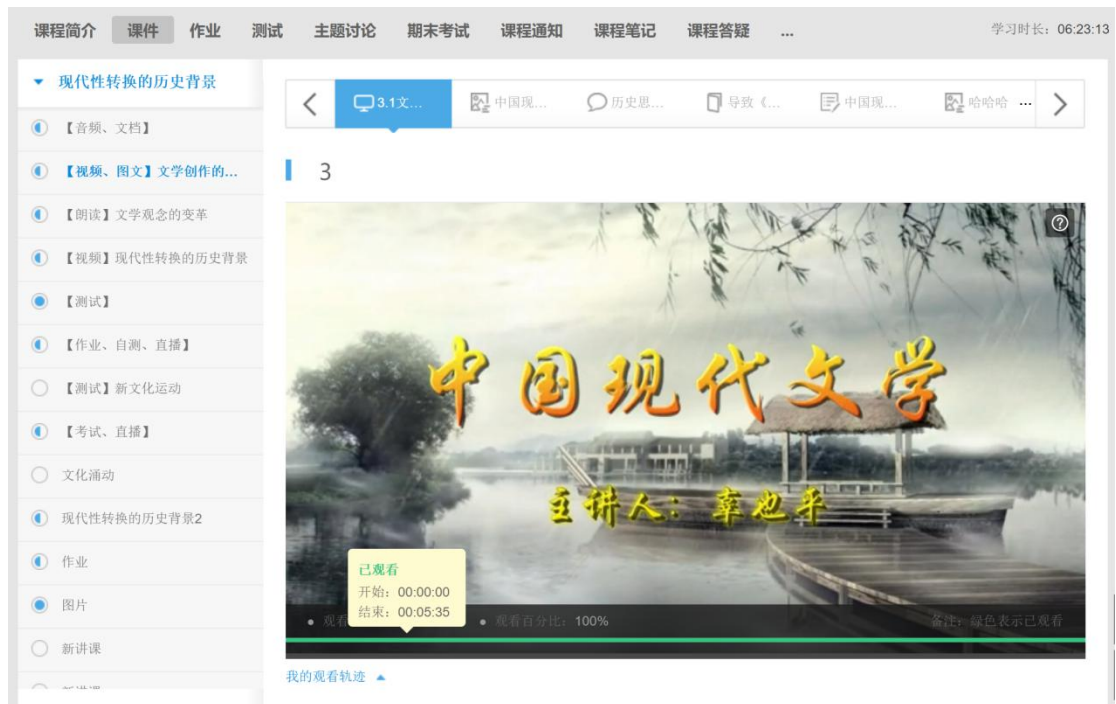 课程简介 课件 作业 测试 主题讨论 期末考试 课程通知 课程笔记 课程答疑 ... 学习时长：06:23:13
现代性转换的历史背景
【音频、文档】
【视频、图文】文学创作的...
【朗读】文学观念的变革
【视频】现代性转换的历史背景
【测试】
【作业、自测、直播】
【测试】新文化运动
【考试、直播】
文化涌动
现代性转换的历史背景2
作业
图片
新讲课
3.1文... 中国现... 历史思... 导致《... 中国现... 哈哈哈 ...
3
中国现代文学
主讲人：辜也平
已观看
开始：00:00:00
结束：00:05:35
观看百分比：100% 备注：绿色表示已观看
我的观看轨迹